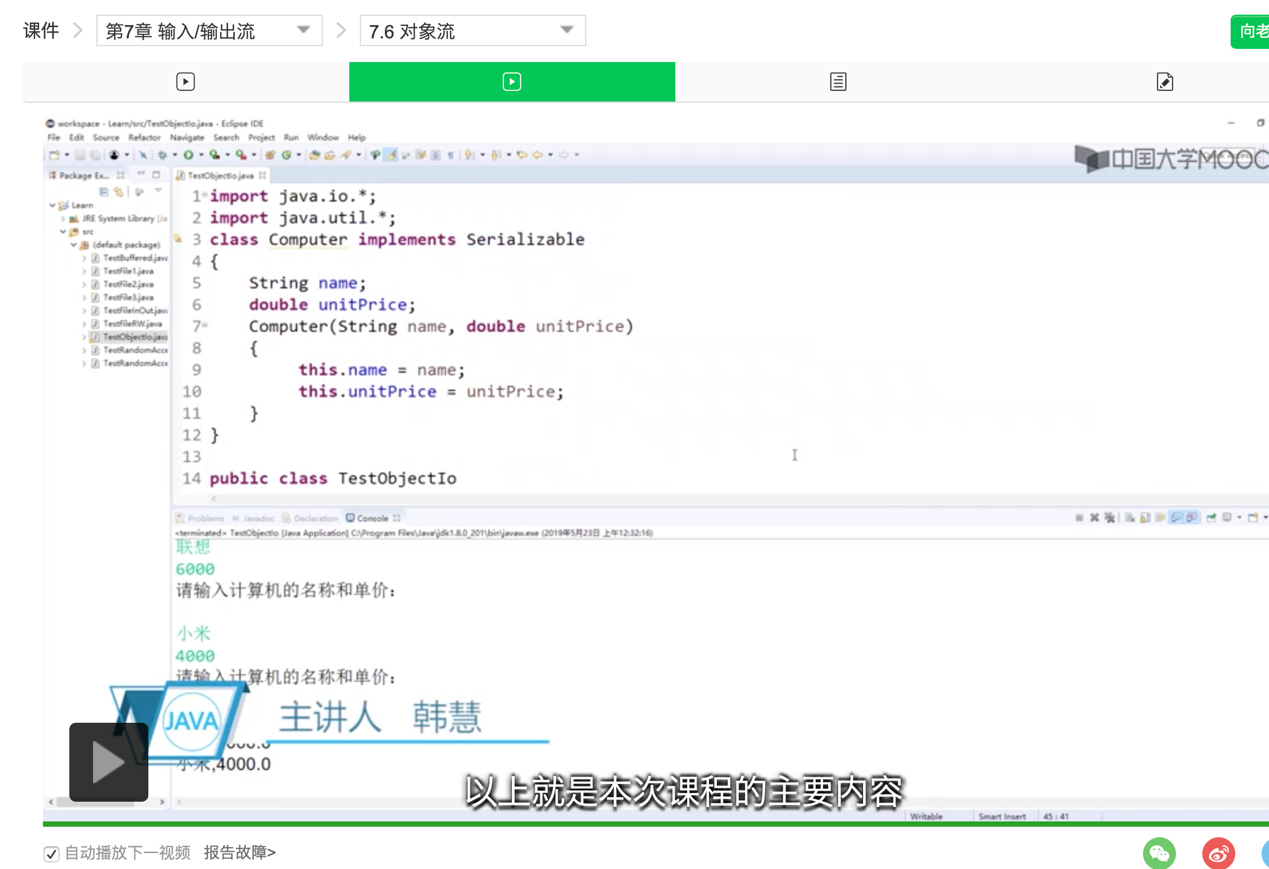 课件
第7章 输入/输出流
7.6 对象流
向老
workspace - Learn/src/TestObjectIo.java - Eclipse IDE
File Edit Source Refactor Navigate Search Project Run Window Help
中国大学MOOC
Package Ex...
TestObjectIo.java
Learn
JRE System Library [Ja
src
(default package)
TestBuffered.java
TestFile1.java
TestFile2.java
TestFile3.java
TestFileInOut.java
TestFileRW.java
TestObjectIo.java
TestRandomAcce
TestRandomAcce
1 import java.io.*;
2 import java.util.*;
3 class Computer implements Serializable
4 {
5 String name;
6 double unitPrice;
7 Computer(String name, double unitPrice)
8 {
9 this.name = name;
10 this.unitPrice = unitPrice;
11 }
12 }
13
14 public class TestObjectIo
Problems Javadoc Declaration Console
<terminated> TestObjectIo [Java Application] C:\Program Files\Java\jdk1.8.0_201\bin\javaw.exe (2019年5月23日 上午12:32:16)
联想
6000
请输入计算机的名称和单价:
小米
4000
请输入计算机的名称和单价:
JAVA
主讲人 韩慧
小米,4000.0
以上就是本次课程的主要内容
Writable Smart Insert 45 : 41
自动播放下一视频 报告故障>